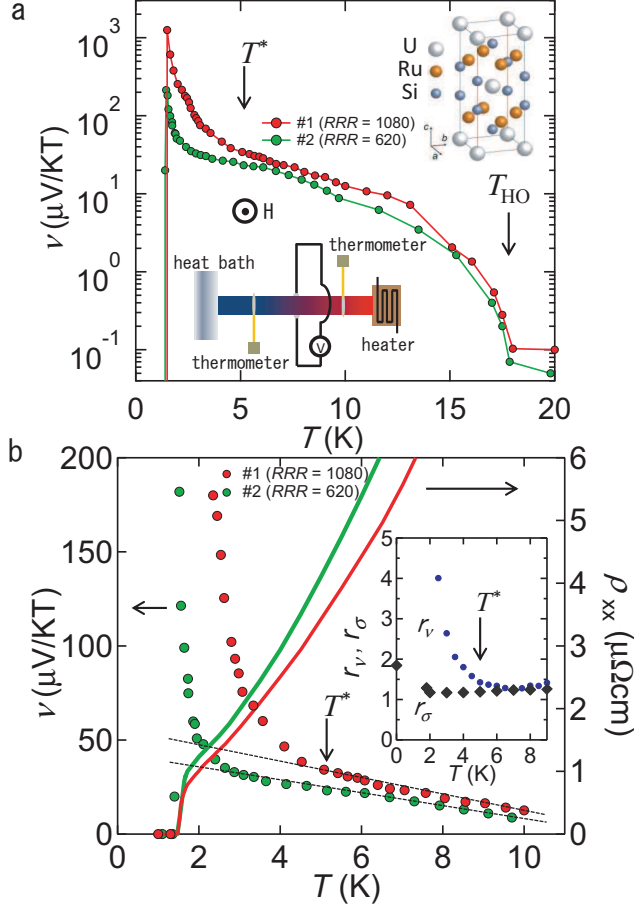 a
10³
10²
10¹
10⁰
10⁻¹
ν (μV/KT)
T*
#1 (RRR = 1080)
#2 (RRR = 620)
U
Ru
Si
c
b
a
T_HO
H
heat bath
thermometer
V
thermometer
heater
0
5
10
15
20
T (K)
b
200
150
100
50
0
ν (μV/KT)
#1 (RRR = 1080)
#2 (RRR = 620)
T*
6
5
4
3
2
1
0
ρxx (μΩcm)
5
4
3
2
1
0
r_ν, r_σ
r_ν
T*
r_σ
0
2
4
6
8
T (K)
0
2
4
6
8
10
T (K)